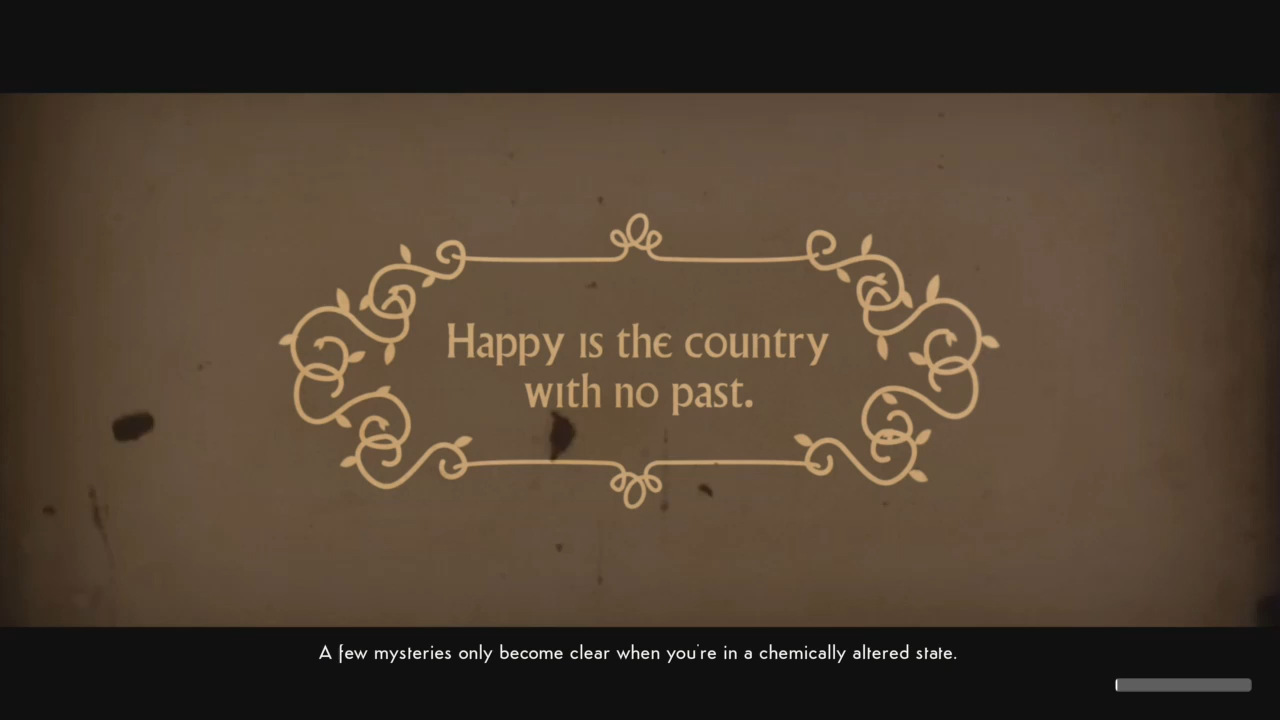 Happy is the country
with no past.
A few mysteries only become clear when you're in a chemically altered state.